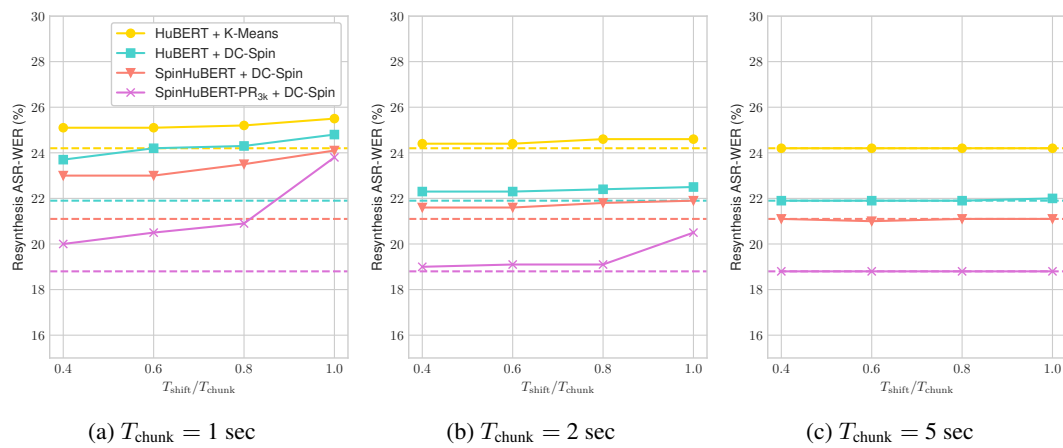 30
28
26
24
22
20
18
16
Resynthesis ASR-WER (%)
HuBERT + K-Means
HuBERT + DC-Spin
SpinHuBERT + DC-Spin
SpinHuBERT-PR3k + DC-Spin
0.4 0.6 0.8 1.0
Tshift/Tchunk
(a) Tchunk = 1 sec
30
28
26
24
22
20
18
16
Resynthesis ASR-WER (%)
0.4 0.6 0.8 1.0
Tshift/Tchunk
(b) Tchunk = 2 sec
30
28
26
24
22
20
18
16
Resynthesis ASR-WER (%)
0.4 0.6 0.8 1.0
Tshift/Tchunk
(c) Tchunk = 5 sec